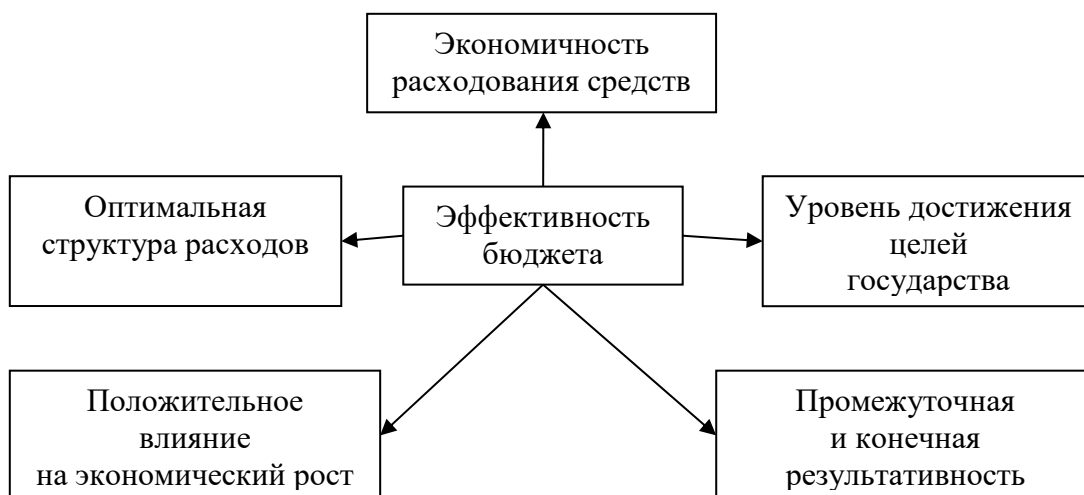 Экономичность
расходования средств
Оптимальная
структура расходов
Эффективность
бюджета
Уровень достижения
целей
государства
Положительное
влияние
на экономический рост
Промежуточная
и конечная
результативность